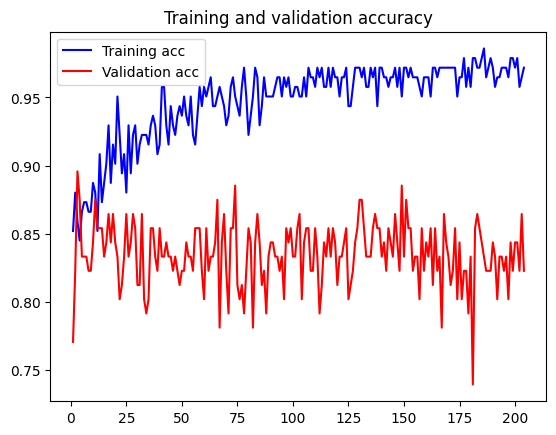 Training and validation accuracy
Training acc
Validation acc
0.95
0.90
0.85
0.80
0.75
0 25 50 75 100 125 150 175 200